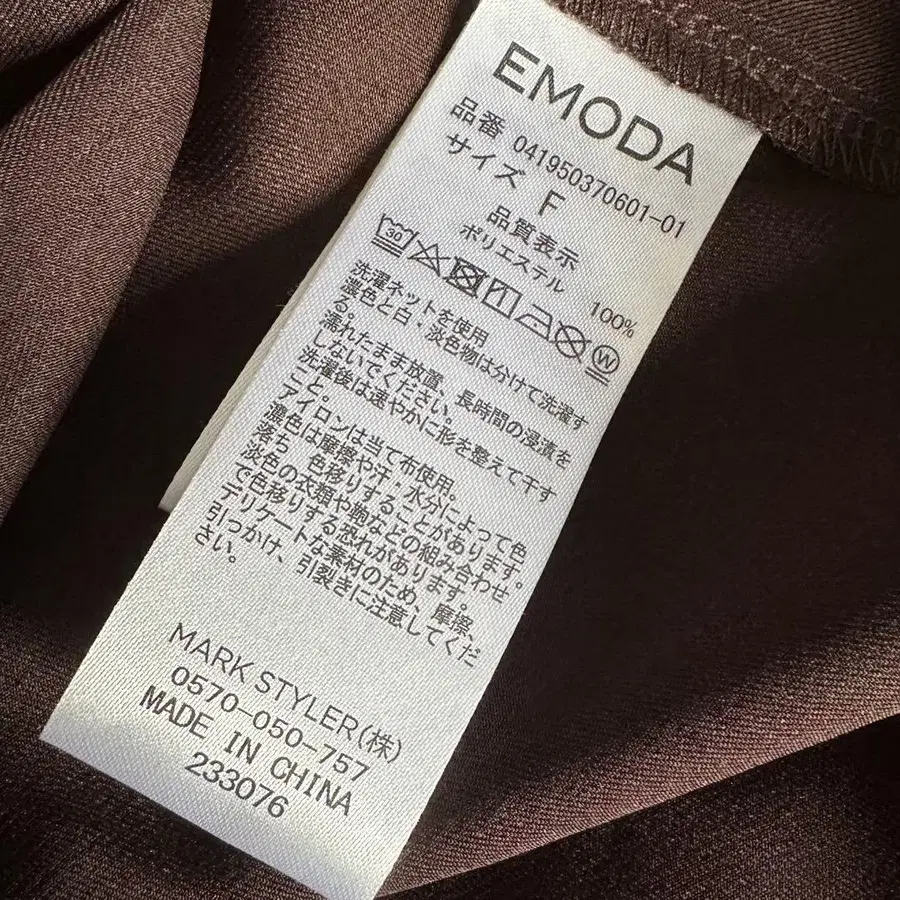 EMODA
品番 041950370601-01
サイズ F
品質表示
ポリエステル 100%
30
W
洗濯ネットを使用
濃色と白・淡色物は分けて洗濯す
る。
濡れたまま放置、長時間の浸漬を
しないでください。
洗濯後は速やかに形を整えて干す
こと。
アイロンは当て布使用。
濃色は摩擦や汗・水分によって色
落ち、色移りすることがあります。
淡色の衣類や鞄などとの組み合わせ
で色移りする恐れがあります。
デリケートな素材のため、摩擦、
引っかけ、引裂きに注意してくだ
さい。
MARK STYLER(株)
0570-050-757
MADE IN CHINA
233076